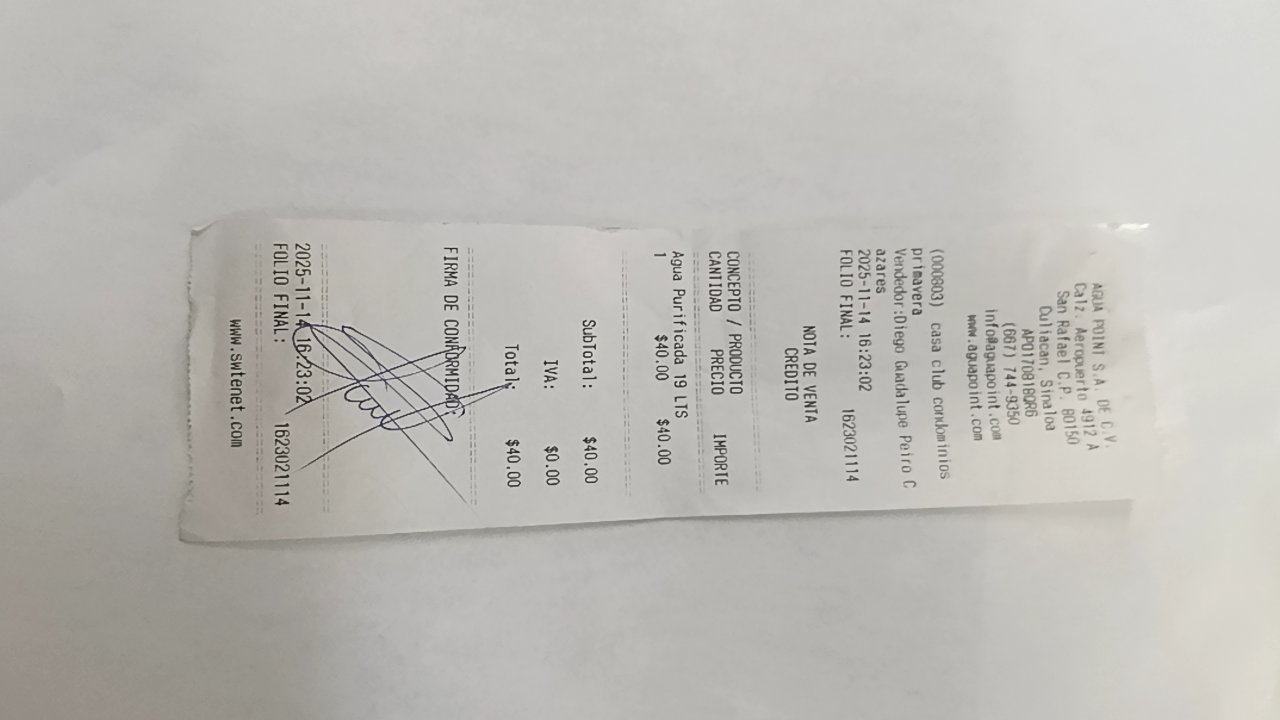 AGUA POINT S.A. DE C.V.
Calz. Aeropuerto 4912 A
San Rafael C.P. 80150
Culiacan, Sinaloa
AP0170818QR6
(667) 744-9350
info@aguapoint.com
www.aguapoint.com
(000803) casa club condominios
primavera
Vendedor:Diego Guadalupe Peiro C
azares
2025-11-14 16:23:02
FOLIO FINAL: 1623021114
NOTA DE VENTA
CREDITO
CONCEPTO / PRODUCTO
CANTIDAD PRECIO IMPORTE
Agua Purificada 19 LTS
1 $40.00 $40.00
SubTotal: $40.00
IVA: $0.00
Total: $40.00
FIRMA DE CONFORMIDAD:
2025-11-14 16:23:02
FOLIO FINAL: 1623021114
www.swtenet.com